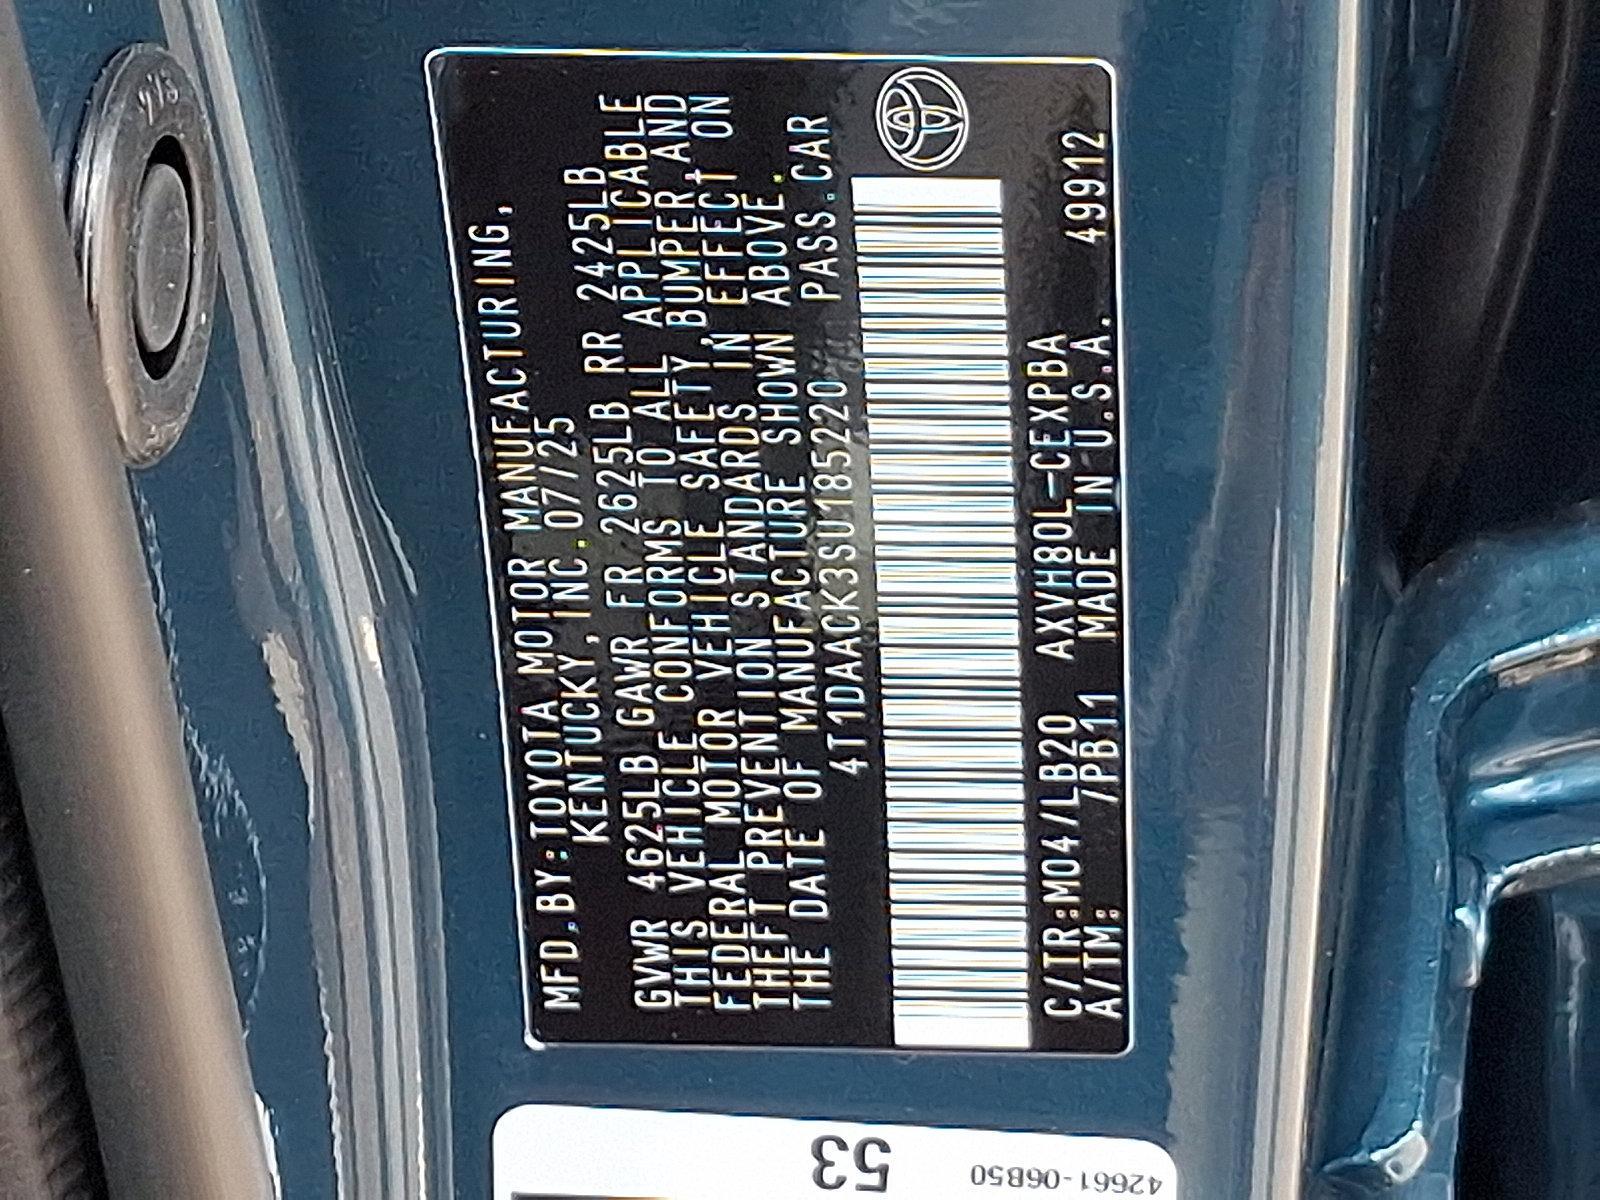 MFD.BY:TOYOTA MOTOR MANUFACTURING,
KENTUCKY,INC.07/25
GVWR 4625LB GAWR FR 2625LB RR 2425LB
THIS VEHICLE CONFORMS TO ALL APPLICABLE
FEDERAL MOTOR VEHICLE SAFETY,BUMPER,AND
THEFT PREVENTION STANDARDS IN EFFECT ON
THE DATE OF MANUFACTURE SHOWN ABOVE.
4T1DAACK3SU185220 PASS.CAR
C/TR:M04/LB20 AXVH80L-CEXPBA
A/TM: /PB11 MADE IN U.S.A. 49912
53
42661-06B50